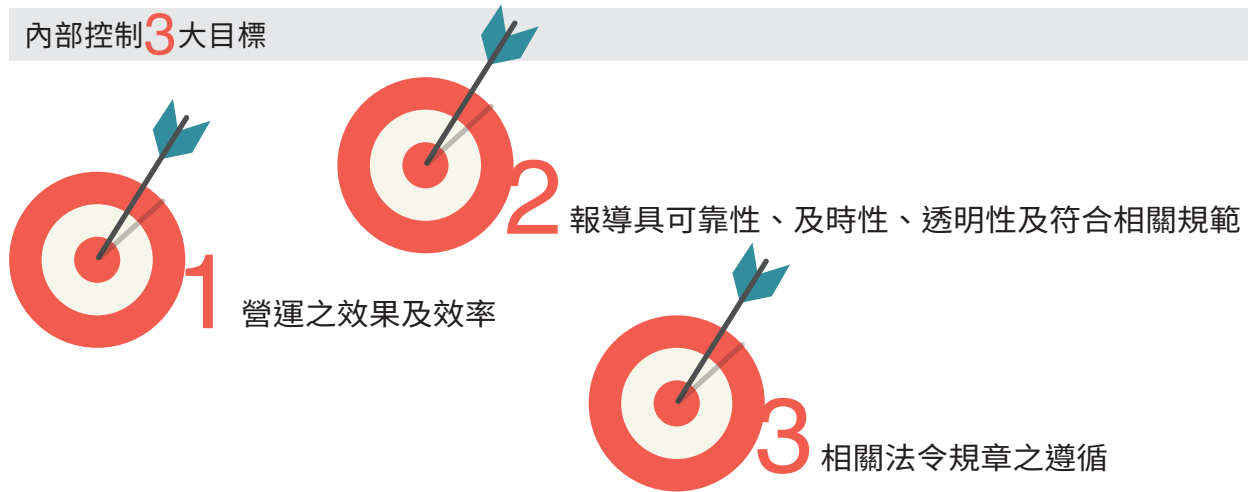 內部控制3大目標
1 營運之效果及效率
2 報導具可靠性、及時性、透明性及符合相關規範
3 相關法令規章之遵循